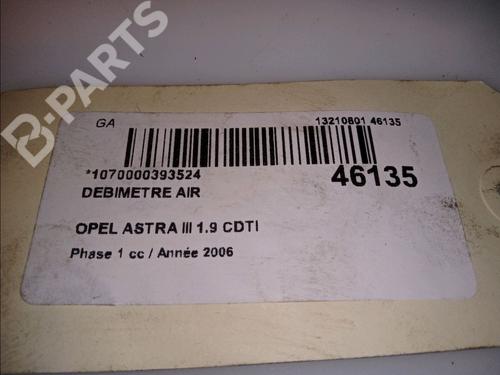 B-PARTS
GA
13210801 46135
*1070000393524
46135
DEBIMETRE AIR
OPEL ASTRA III 1.9 CDTI
Phase 1 cc / Année 2006